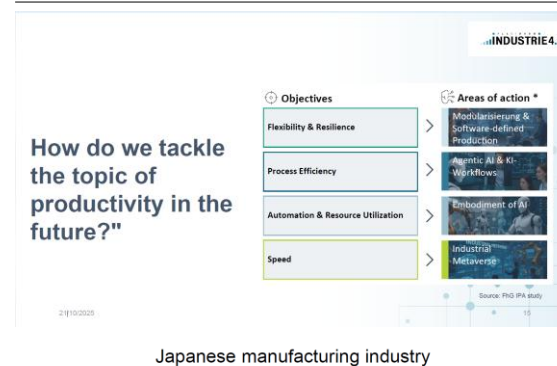 INDUSTRIE4.
Objectives
Areas of action *
How do we tackle
the topic of
productivity in the
future?"
Flexibility & Resilience
Modularisierung &
Software-defined
Production
Process Efficiency
Agentic AI & KI-
Workflows
Automation & Resource Utilization
Embodiment of AI
Speed
Industrial
Metaverse
Source: FhG IPA study
21|10/2025
Japanese manufacturing industry